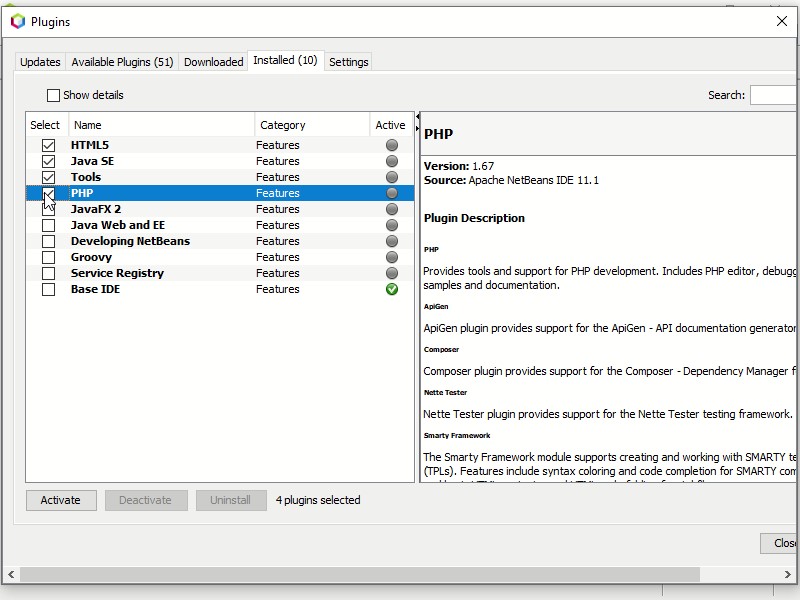 Plugins
Updates Available Plugins (51) Downloaded Installed (10) Settings
Show details
Search:
Select Name Category Active
HTML5 Features
Java SE Features
Tools Features
PHP Features
JavaFX 2 Features
Java Web and EE Features
Developing NetBeans Features
Groovy Features
Service Registry Features
Base IDE Features
PHP
Version: 1.67
Source: Apache NetBeans IDE 11.1
Plugin Description
PHP
Provides tools and support for PHP development. Includes PHP editor, debugg
samples and documentation.
ApiGen
ApiGen plugin provides support for the ApiGen - API documentation generator
Composer
Composer plugin provides support for the Composer - Dependency Manager f
Nette Tester
Nette Tester plugin provides support for the Nette Tester testing framework.
Smarty Framework
The Smarty Framework module supports creating and working with SMARTY te
(TPLs). Features include syntax coloring and code completion for SMARTY com
Activate Deactivate Uninstall 4 plugins selected
Close